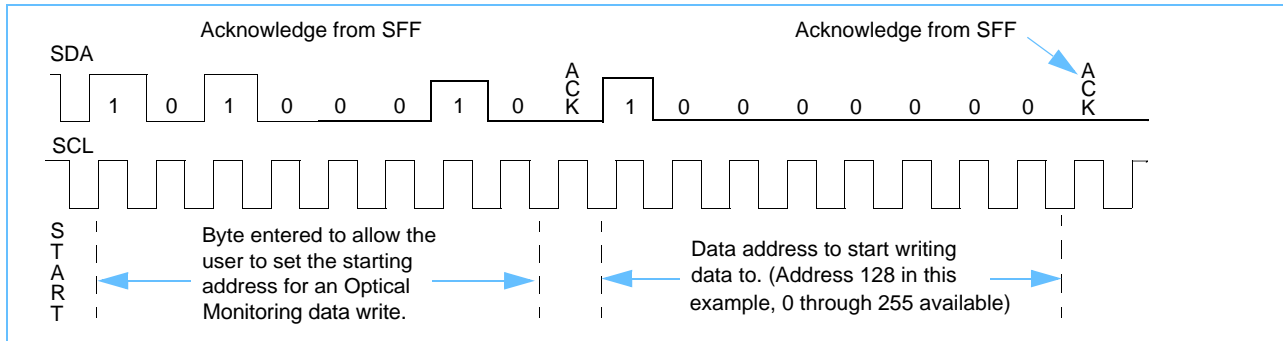 Acknowledge from SFF
Acknowledge from SFF
SDA
1 0 1 0 0 0 1 0 ACK 1 0 0 0 0 0 0 0 ACK
SCL
START
Byte entered to allow the
user to set the starting
address for an Optical
Monitoring data write.
Data address to start writing
data to. (Address 128 in this
example, 0 through 255 available)